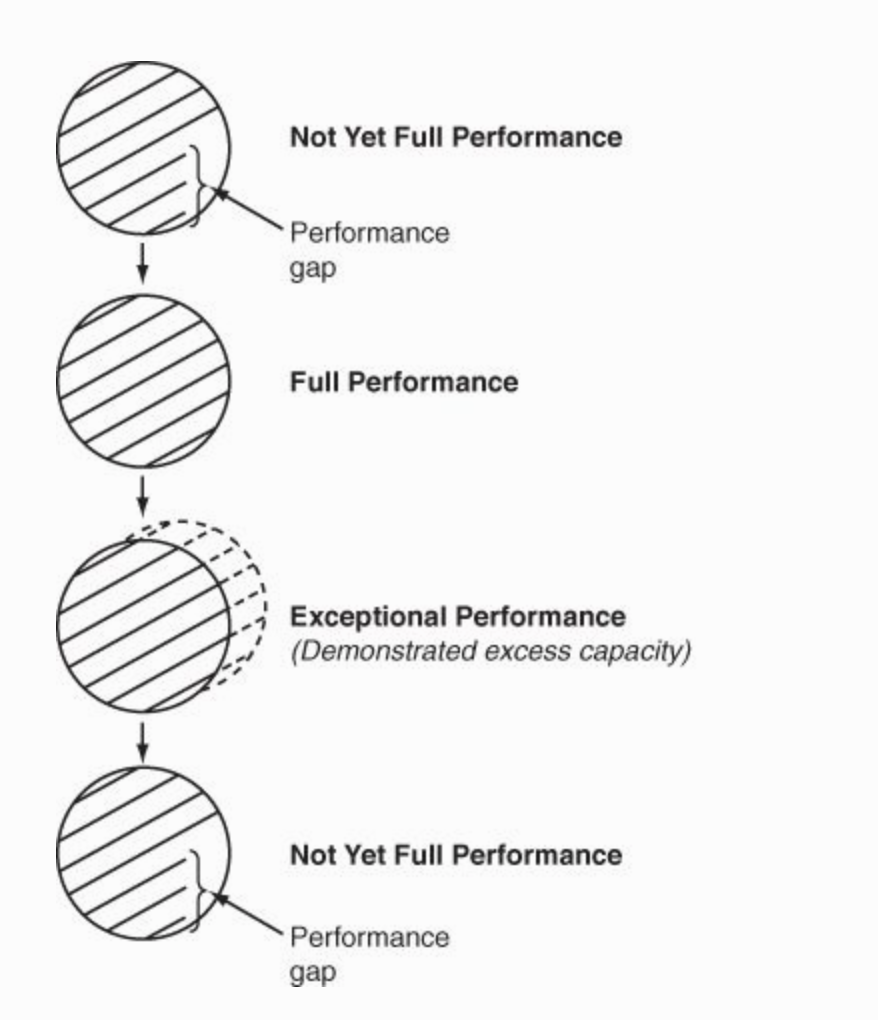 Not Yet Full Performance
Performance
gap
Full Performance
Exceptional Performance
(Demonstrated excess capacity)
Not Yet Full Performance
Performance
gap